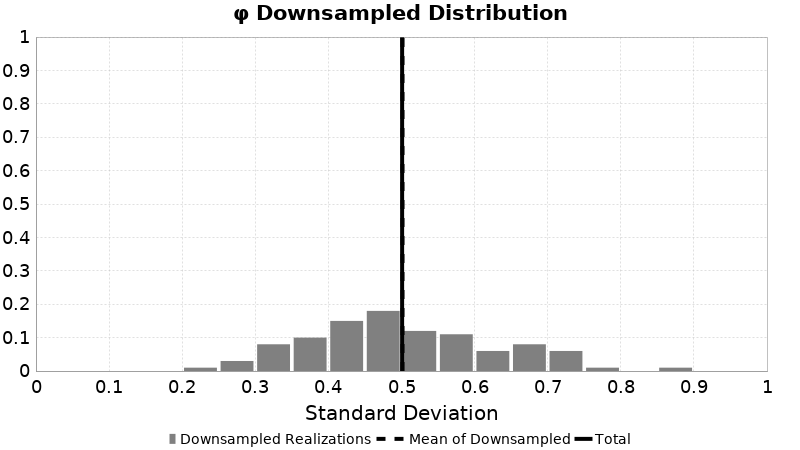 φ Downsampled Distribution
1
0.9
0.8
0.7
0.6
0.5
0.4
0.3
0.2
0.1
0
0 0.1 0.2 0.3 0.4 0.5 0.6 0.7 0.8 0.9 1
Standard Deviation
Downsampled Realizations Mean of Downsampled Total